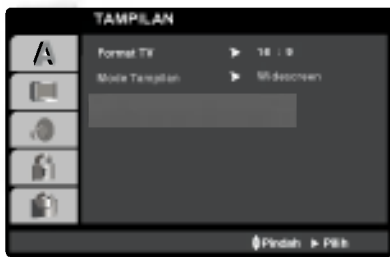 TAMPILAN
Format TV 16 : 9
Mode Tampilan Widescreen
Pindah Pilih